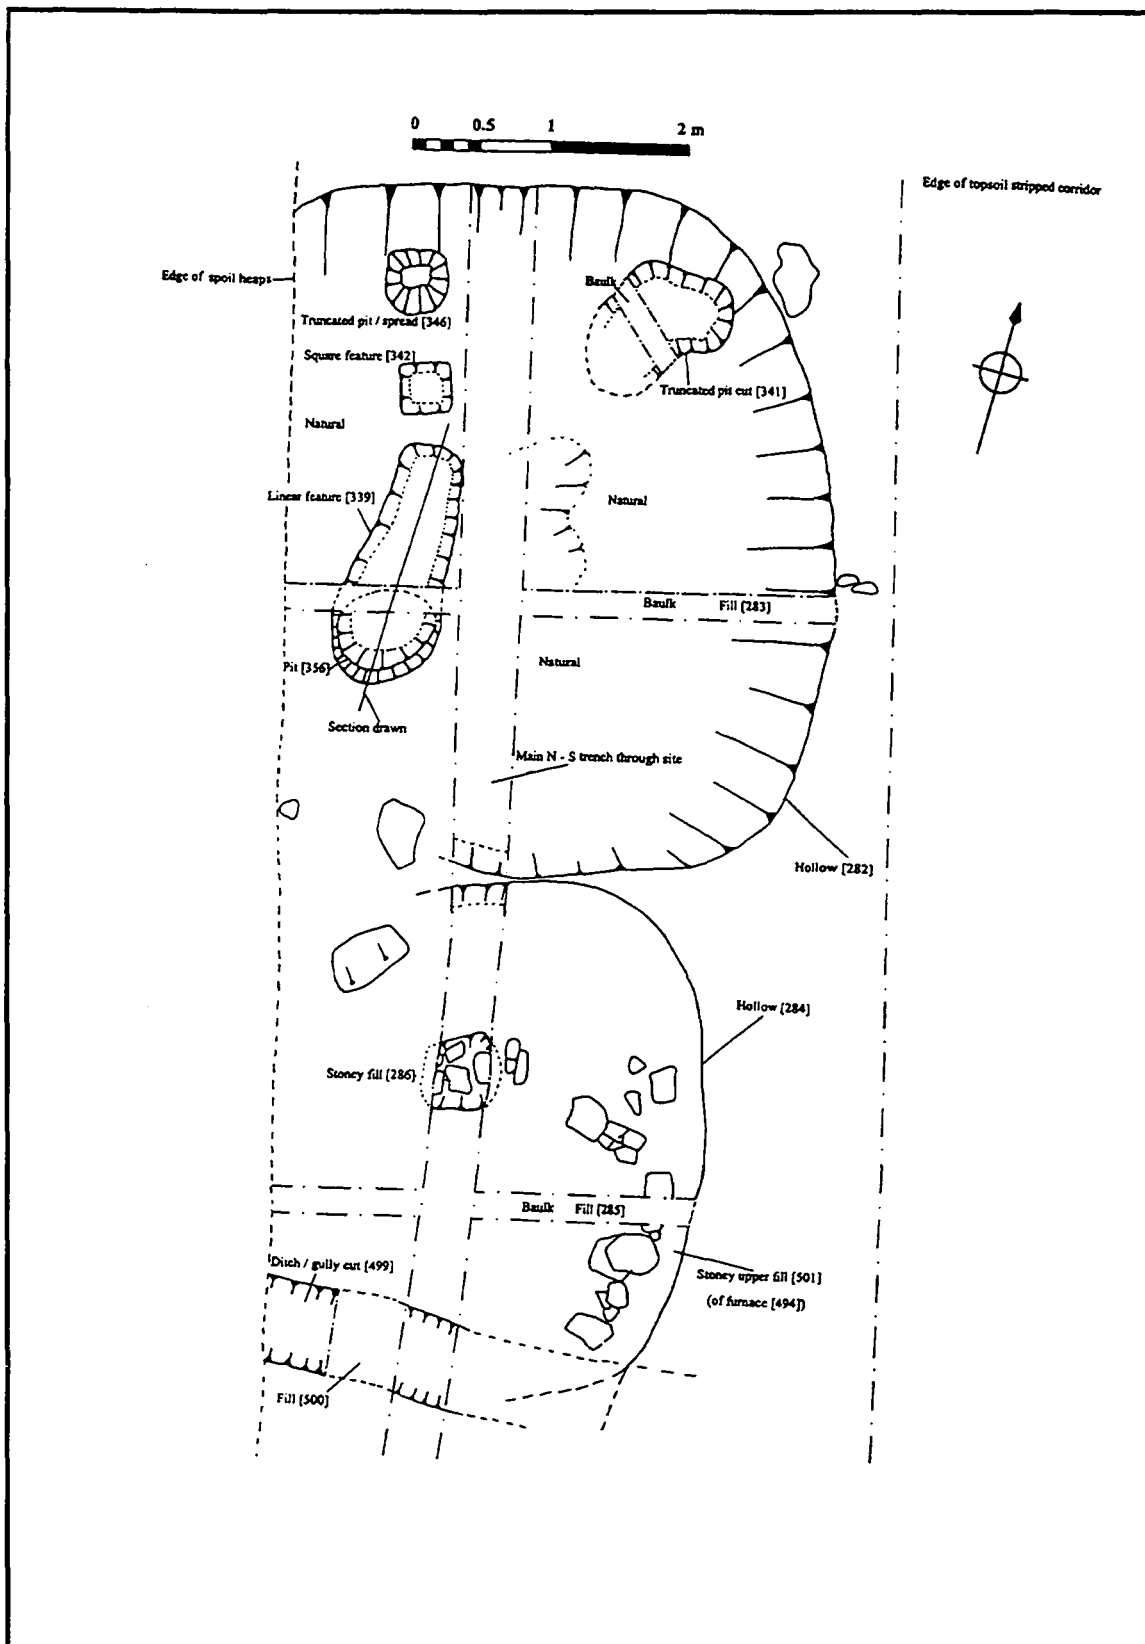 0 0.5 1 2 m
Edge of topsoil stripped corridor
Edge of spoil heaps
Baulk
Truncated pit / spread [346]
Square feature [342]
Truncated pit cut [341]
Natural
Linear feature [339]
Natural
Baulk Fill [283]
Pit [356]
Natural
Section drawn
Main N - S trench through site
Hollow [282]
Hollow [284]
Stoney fill [286]
Baulk Fill [285]
Ditch / gully cut [499]
Stoney upper fill [501]
(of furnace [494])
Fill [500]